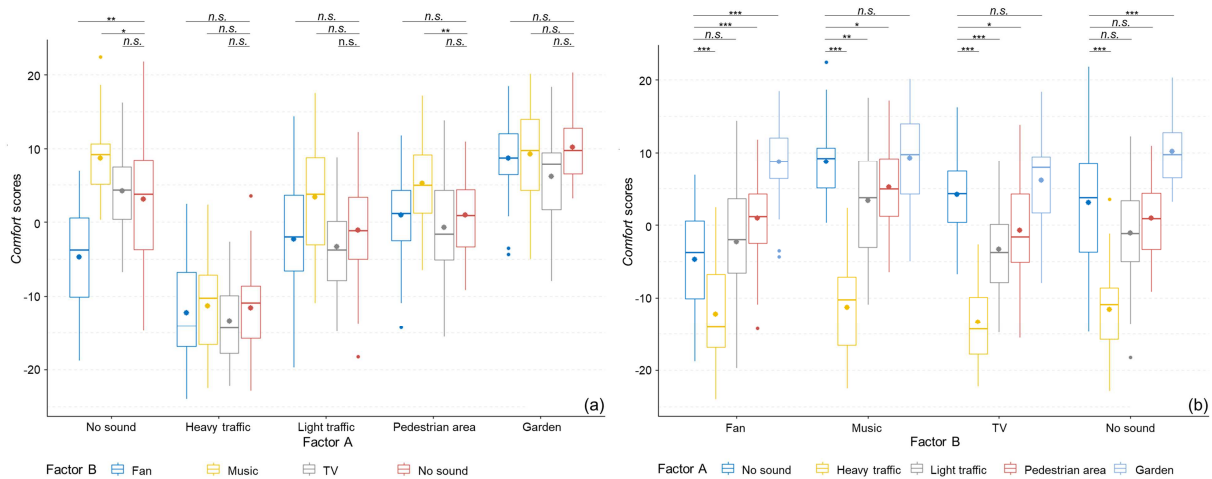 ** n.s. n.s. n.s. n.s.
* n.s. n.s. ** n.s.
n.s. n.s. n.s. n.s. n.s.
Comfort scores
20
10
0
-10
-20
No sound Heavy traffic Light traffic Pedestrian area Garden
Factor A
(a)
Factor B Fan Music TV No sound
*** n.s. n.s. ***
*** * * n.s.
n.s. ** *** n.s.
*** *** *** ***
Comfort scores
20
10
0
-10
-20
Fan Music TV No sound
Factor B
(b)
Factor A No sound Heavy traffic Light traffic Pedestrian area Garden